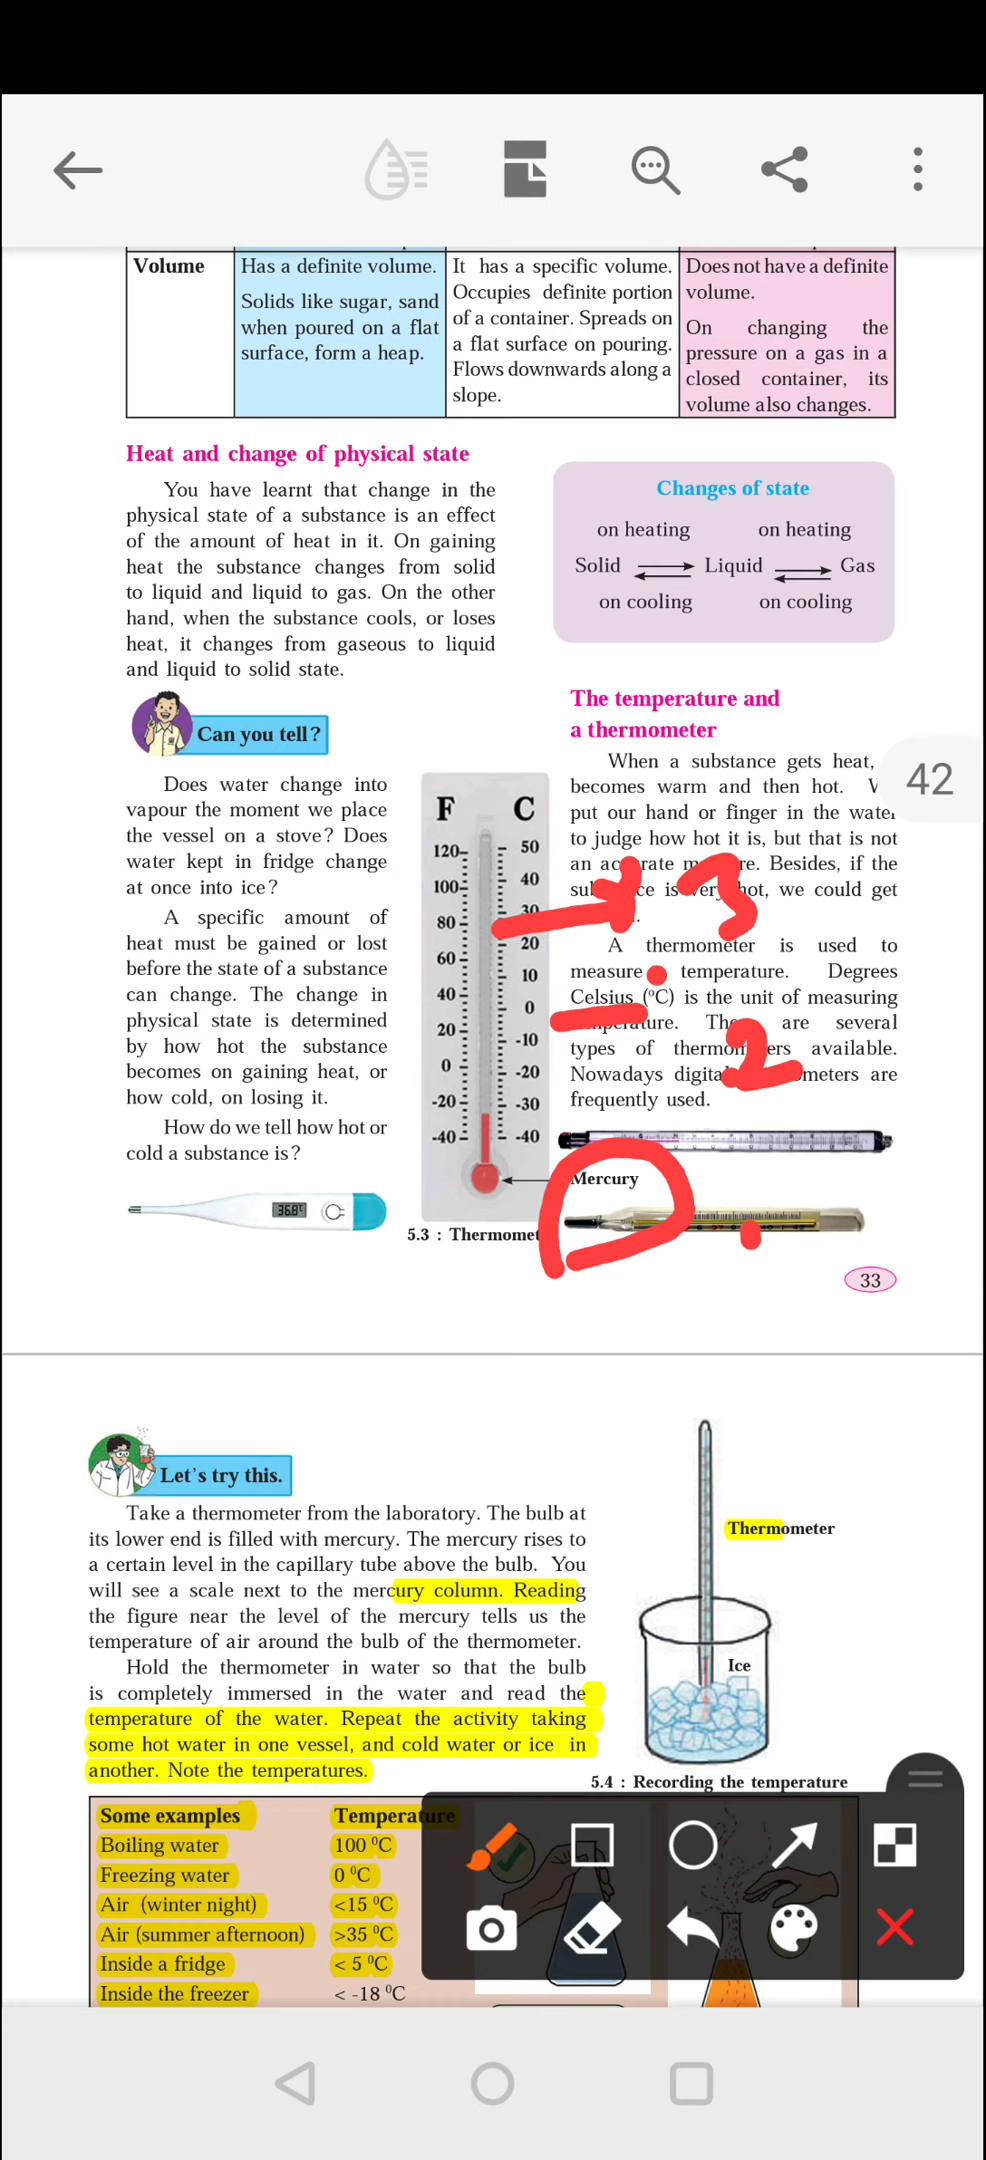 Volume
Has a definite volume.
Solids like sugar, sand
when poured on a flat
surface, form a heap.
It has a specific volume.
Occupies definite portion
of a container. Spreads on
a flat surface on pouring.
Flows downwards along a
slope.
Does not have a definite
volume.
On changing the
pressure on a gas in a
closed container, its
volume also changes.
Heat and change of physical state
You have learnt that change in the
physical state of a substance is an effect
of the amount of heat in it. On gaining
heat the substance changes from solid
to liquid and liquid to gas. On the other
hand, when the substance cools, or loses
heat, it changes from gaseous to liquid
and liquid to solid state.
Changes of state
on heating on heating
Solid Liquid Gas
on cooling on cooling
Can you tell?
Does water change into
vapour the moment we place
the vessel on a stove? Does
water kept in fridge change
at once into ice?
A specific amount of
heat must be gained or lost
before the state of a substance
can change. The change in
physical state is determined
by how hot the substance
becomes on gaining heat, or
how cold, on losing it.
How do we tell how hot or
cold a substance is?
36.8°C
F C
120 50
100 40
80 30
60 20
40 10
20 0
0 -10
-20 -20
-40 -30
-40
Mercury
5.3 : Thermomet
The temperature and
a thermometer
When a substance gets heat,
becomes warm and then hot.
put our hand or finger in the water
to judge how hot it is, but that is not
an re. Besides, if the
is very hot, we could get
A thermometer is used to
measure temperature. Degrees
Celsius (°C) is the unit of measuring
temperature. are several
types of thermometers available.
Nowadays digital are
frequently used.
42
3
2
33
Let's try this.
Take a thermometer from the laboratory. The bulb at
its lower end is filled with mercury. The mercury rises to
a certain level in the capillary tube above the bulb. You
will see a scale next to the mercury column. Reading
the figure near the level of the mercury tells us the
temperature of air around the bulb of the thermometer.
Hold the thermometer in water so that the bulb
is completely immersed in the water and read the
temperature of the water. Repeat the activity taking
some hot water in one vessel, and cold water or ice in
another. Note the temperatures.
Thermometer
Ice
5.4 : Recording the temperature
Some examples Temperature
Boiling water 100 °C
Freezing water 0 °C
Air (winter night) <15 °C
Air (summer afternoon) >35 °C
Inside a fridge < 5 °C
Inside the freezer < -18 °C